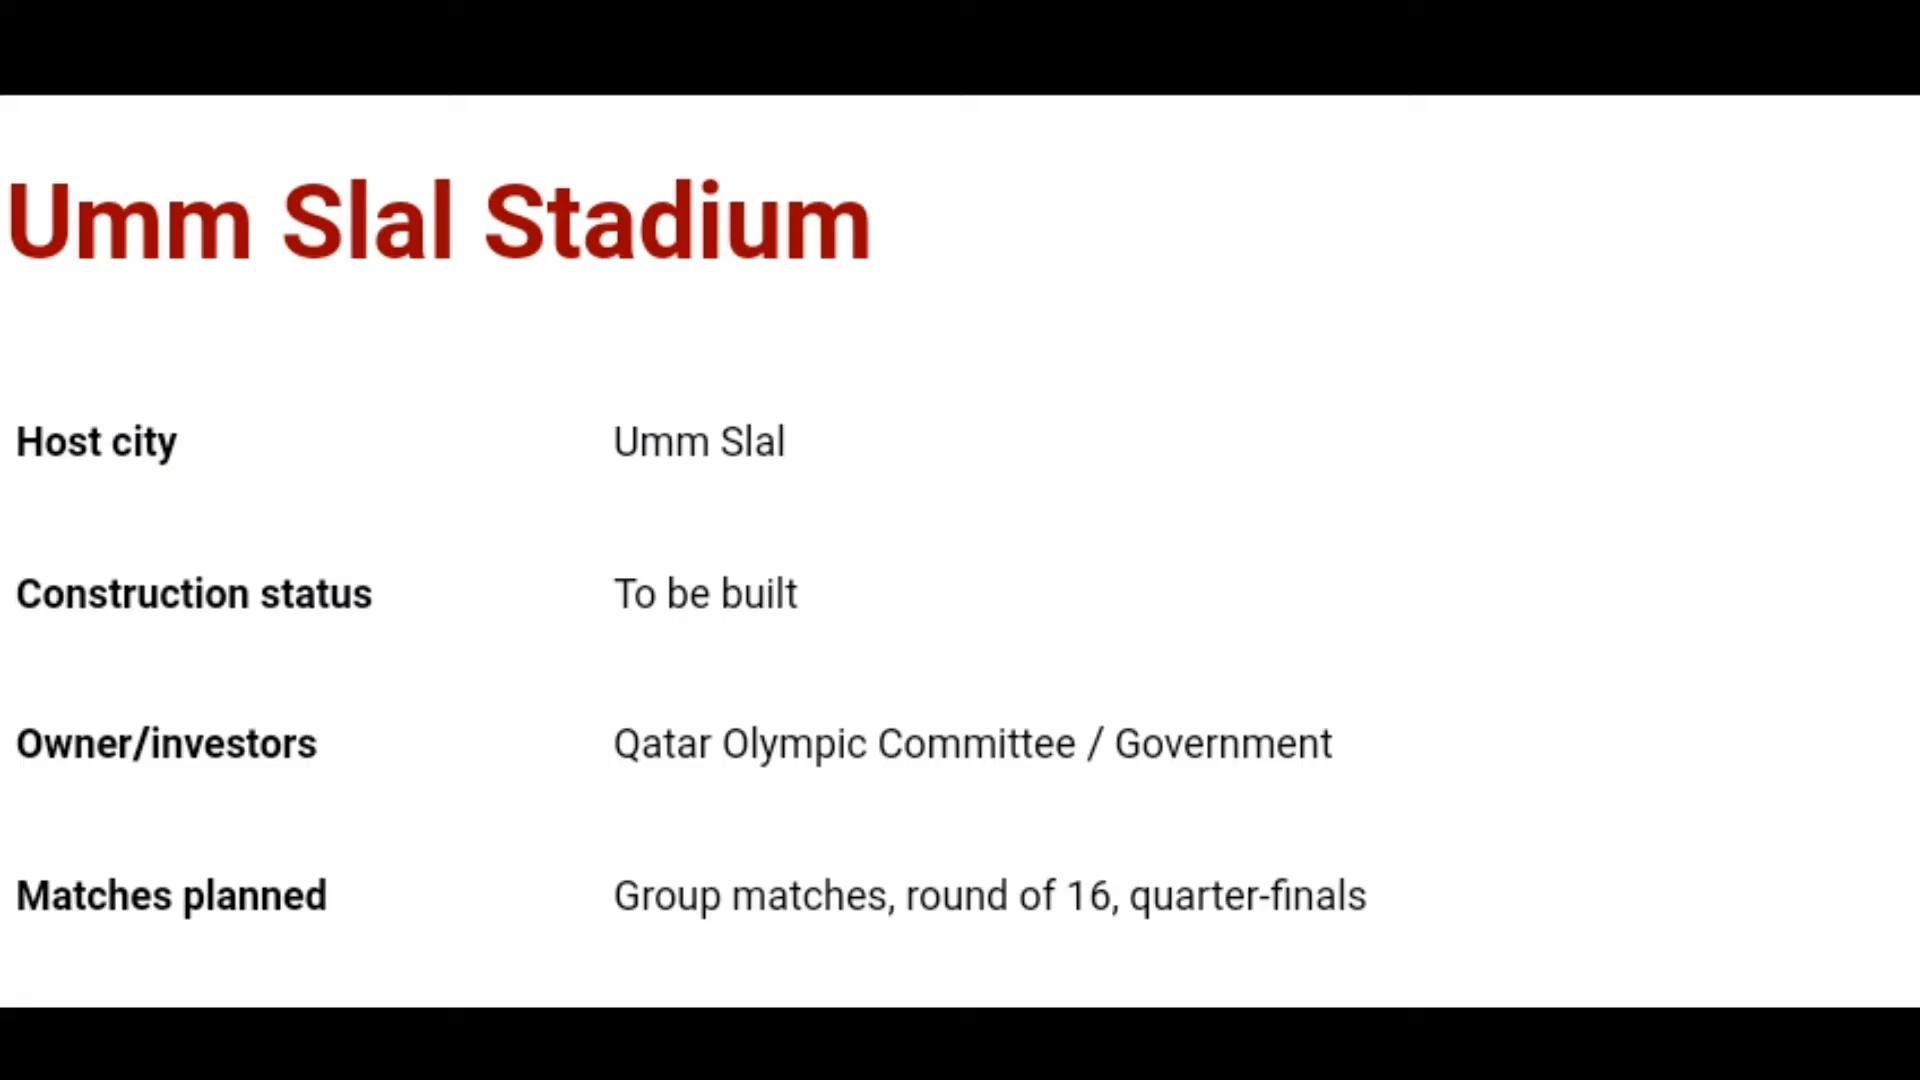 Umm Slal Stadium
Host city Umm Slal
Construction status To be built
Owner/investors Qatar Olympic Committee / Government
Matches planned Group matches, round of 16, quarter-finals